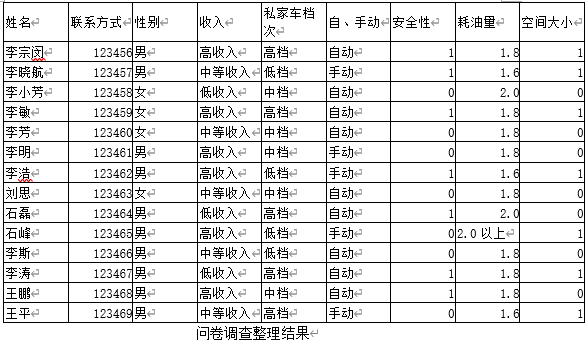 姓名 联系方式 性别 收入 私家车档次 自、手动 安全性 耗油量 空间大小
李宗闵 123456 男 高收入 高档 自动 1 1.8 1
李晓航 123457 男 中等收入 低档 手动 1 1.6 1
李小芳 123458 女 低收入 中档 自动 0 2.0 0
李敏 123459 女 高收入 高档 自动 1 1.8 1
李芳 123460 女 中等收入 中档 自动 0 1.8 0
李明 123461 男 高收入 中档 手动 0 1.8 0
李浩 123462 男 高收入 低档 手动 1 1.6 1
刘思 123463 女 中等收入 中档 自动 0 1.8 0
石磊 123464 男 低收入 高档 自动 1 2.0 0
石峰 123465 男 高收入 低档 手动 0 2.0以上 1
李斯 123466 男 中等收入 低档 自动 0 1.8 0
李涛 123467 男 低收入 高档 自动 1 1.8 1
王鹏 123468 男 高收入 中档 自动 1 1.8 0
王平 123469 男 中等收入 高档 手动 0 1.6 1
问卷调查整理结果